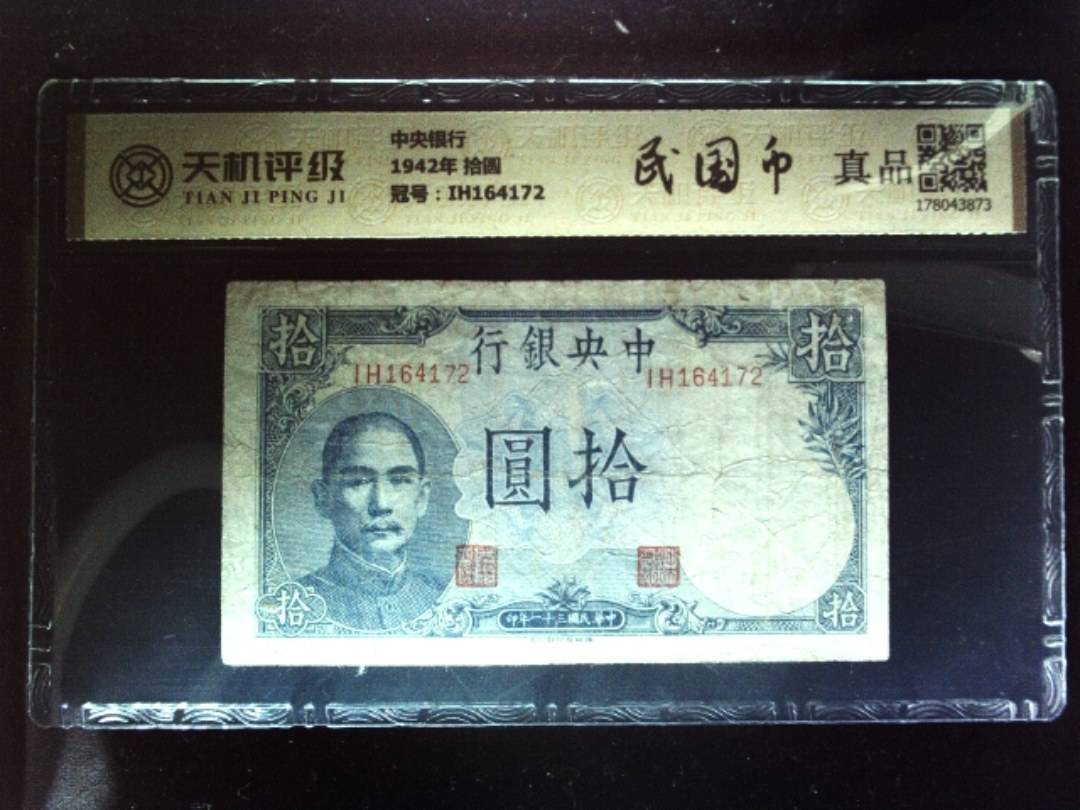 天机评级
TIAN JI PING JI
中央银行
1942年 拾圆
冠号：IH164172
民国币
真品
178043873
拾
行銀央中
拾
IH164172
IH164172
圓拾
拾
印年一十三國民華中
拾